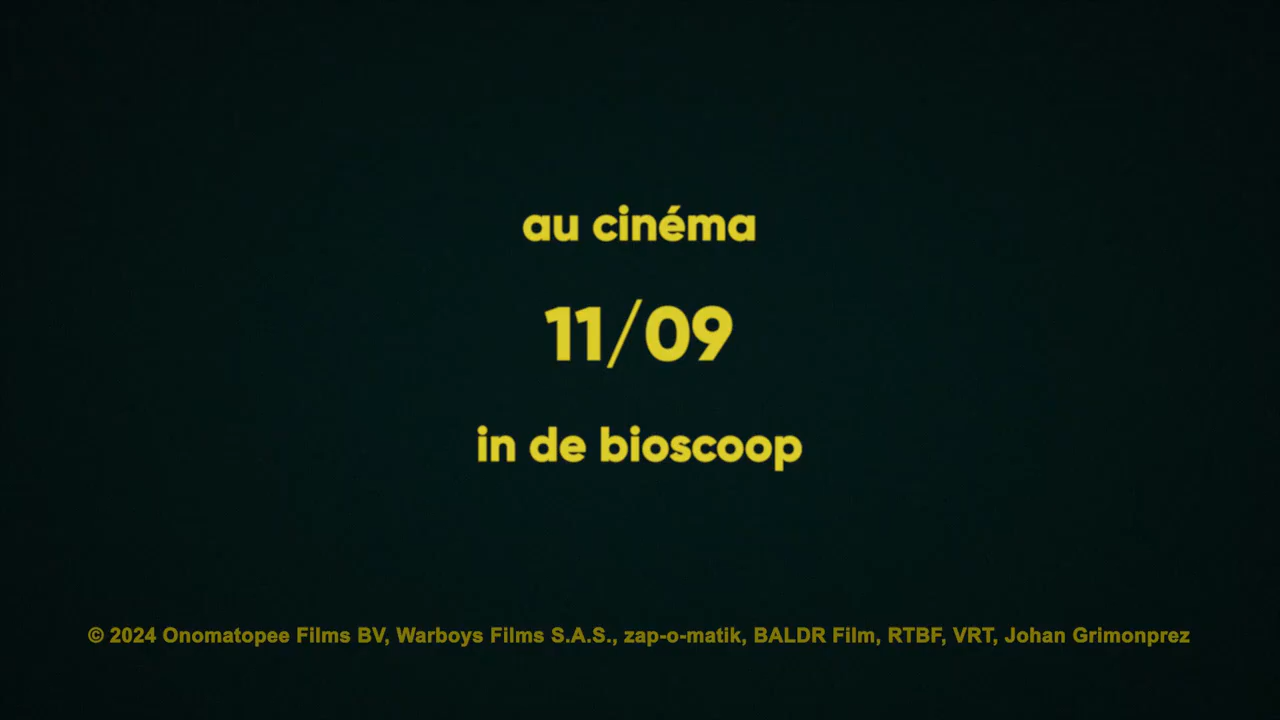 au cinéma
11/09
in de bioscoop
© 2024 Onomatopee Films BV, Warboys Films S.A.S., zap-o-matik, BALDR Film, RTBF, VRT, Johan Grimonprez